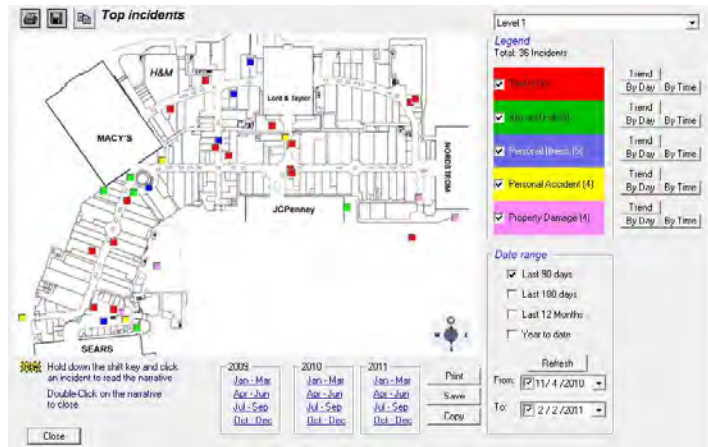 Top incidents
Level 1
Legend
Total: 36 Incidents
Trend
By Day By Time
Trend
By Day By Time
Personal Illness (5)
Trend
By Day By Time
Personal Accident (4)
Trend
By Day By Time
Property Damage (4)
Trend
By Day By Time
H&M
Lord & Taylor
MACY'S
NORDSTROM
JCPenney
SEARS
Date range
Last 90 days
Last 180 days
Last 12 Months
Year to date
Refresh
From: 11/ 4 /2010
To: 2 / 2 /2011
Hold down the shift key and click
an incident to read the narrative
Double-Click on the narrative
to close
2009
Jan - Mar
Apr - Jun
Jul - Sep
Oct - Dec
2010
Jan - Mar
Apr - Jun
Jul - Sep
Oct - Dec
2011
Jan - Mar
Apr - Jun
Jul - Sep
Oct - Dec
Print
Save
Copy
Close